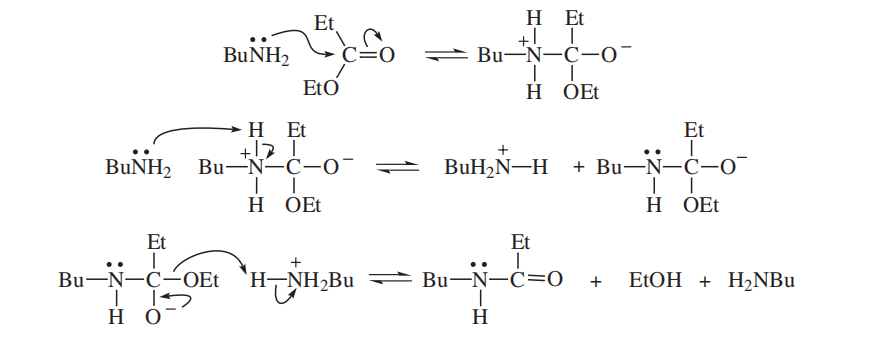 Et H Et
BuNH₂ C=O ⇌ Bu—N⁺—C—O⁻
EtO H OEt
H Et Et
BuNH₂ Bu—N⁺—C—O⁻ ⇌ BuH₂N⁺—H + Bu—N—C—O⁻
H OEt H OEt
Et Et
Bu—N—C—OEt H—N⁺H₂Bu ⇌ Bu—N—C=O + EtOH + H₂NBu
H O⁻ H